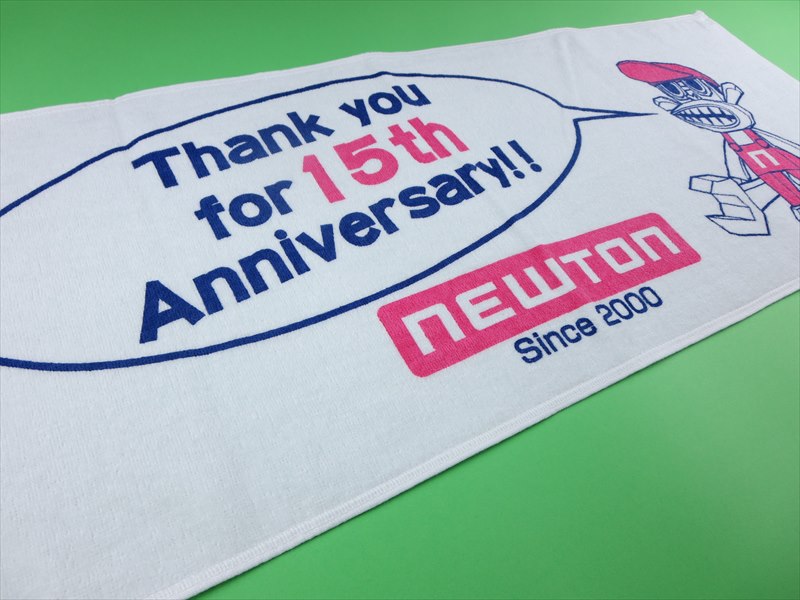 Thank you
for 15th
Anniversary!!
NEWTON
Since 2000
n